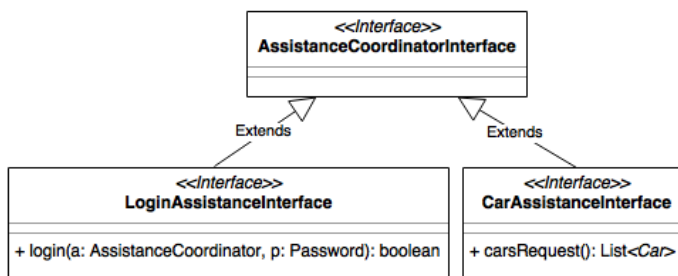 <<Interface>>
AssistanceCoordinatorInterface
Extends
Extends
<<Interface>>
LoginAssistanceInterface
+ login(a: AssistanceCoordinator, p: Password): boolean
<<Interface>>
CarAssistanceInterface
+ carsRequest(): List<Car>